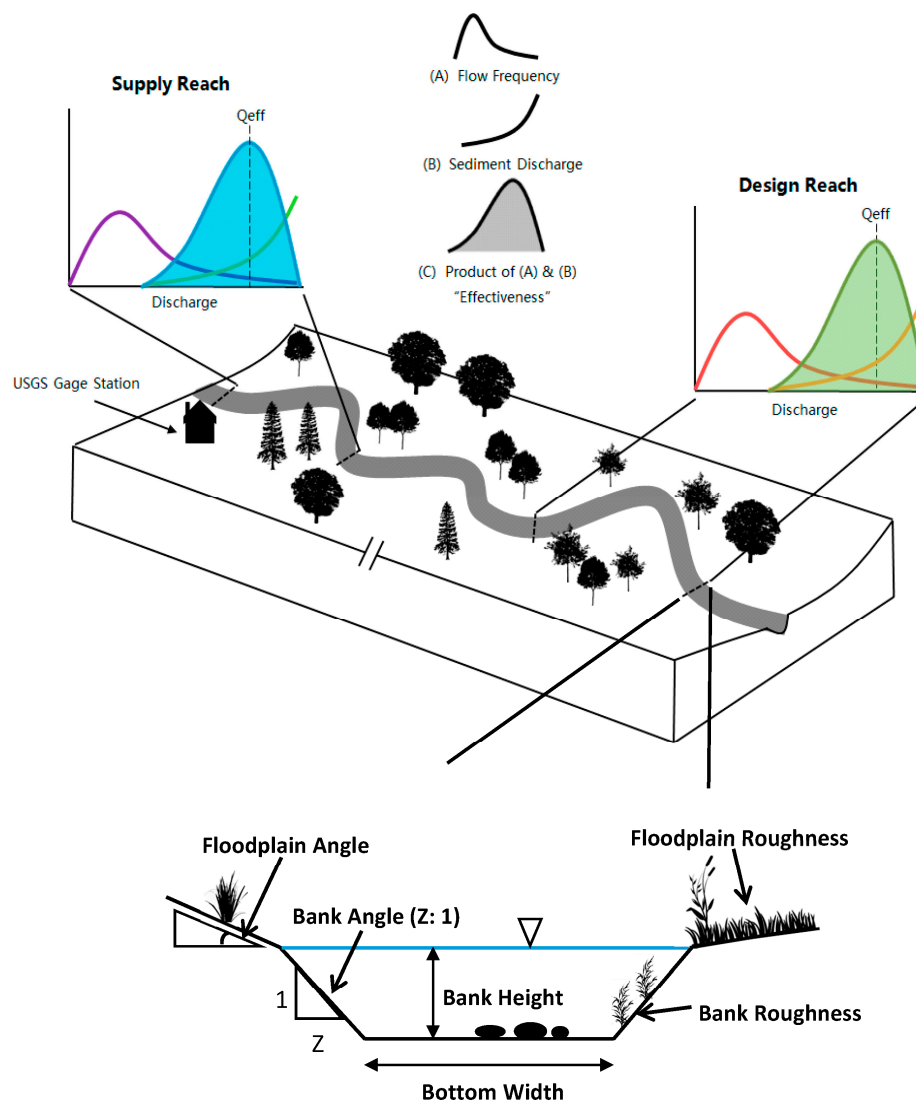 Supply Reach
Qeff
Discharge
(A) Flow Frequency
(B) Sediment Discharge
(C) Product of (A) & (B)
“Effectiveness”
Design Reach
Qeff
Discharge
USGS Gage Station
Floodplain Angle
Floodplain Roughness
Bank Angle (Z: 1)
1
Z
Bank Height
Bank Roughness
Bottom Width